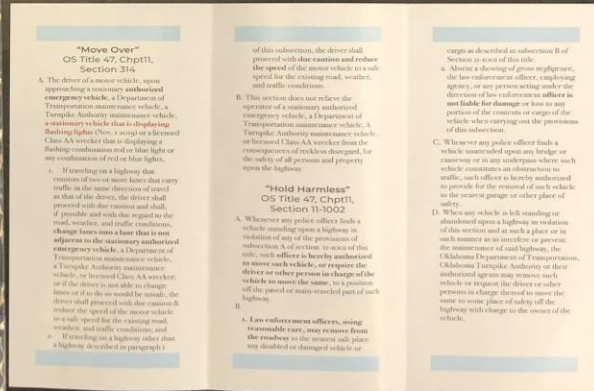 "Move Over"
OS Title 47, Chpt11,
Section 314
A. The driver of a motor vehicle, upon
approaching a stationary authorized
emergency vehicle, a Department of
Transportation maintenance vehicle, a
Turnpike Authority maintenance vehicle,
a stationary vehicle that is displaying
flashing lights (Nov. 1 2019) or a licensed
Class AA wrecker that is displaying a
flashing combination red or blue light or
any combination of red or blue lights,
1. If traveling on a highway that
consists of two or more lanes that carry
traffic in the same direction of travel
as that of the driver, the driver shall
proceed with due caution and shall,
if possible and with due regard to the
road, weather, and traffic conditions,
change lanes into a lane that is not
adjacent to the stationary authorized
emergency vehicle, a Department of
Transportation maintenance vehicle,
a Turnpike Authority maintenance
vehicle, or licensed Class AA wrecker;
or if the driver is not able to change
lanes or if to do so would be unsafe, the
driver shall proceed with due caution &
reduce the speed of the motor vehicle
to a safe speed for the existing road,
weather, and traffic conditions; and
2. If traveling on a highway other than
a highway described in paragraph 1
of this subsection, the driver shall
proceed with due caution and reduce
the speed of the motor vehicle to a safe
speed for the existing road, weather,
and traffic conditions.
B. This section does not relieve the
operator of a stationary authorized
emergency vehicle, a Department of
Transportation maintenance vehicle, A
Turnpike Authority maintenance vehicle,
or licensed Class AA wrecker from the
consequences of reckless disregard, for
the safety of all persons and property
upon the highway.
"Hold Harmless"
OS Title 47, Chpt11,
Section 11-1002
A. Whenever any police officer finds a
vehicle standing upon a highway in
violation of any of the provisions of
subsection A of section 11-1001 of this
title, such officer is hereby authorized
to move such vehicle, or require the
driver or other person in charge of the
vehicle to move the same, to a position
off the paved or main-traveled part of such
highway.
B.
1. Law enforcement officers, using
reasonable care, may remove from
the roadway to the nearest safe place
any disabled or damaged vehicle or
cargo as described in subsection B of
Section 11-1001 of this title.
2. Absent a showing of gross negligence,
the law enforcement officer, employing
agency, or any person acting under the
direction of law enforcement officer is
not liable for damage or loss to any
portion of the contents or cargo of the
vehicle when carrying out the provisions
of this subsection.
C. Whenever any police officer finds a
vehicle unattended upon any bridge or
causeway or in any underpass where such
vehicle constitutes an obstruction to
traffic, such officer is hereby authorized
to provide for the removal of such vehicle
to the nearest garage or other place of
safety.
D. When any vehicle is left standing or
abandoned upon a highway in violation
of this section and at such a place or in
such manner as to interfere or prevent
the maintenance of said highway, the
Oklahoma Department of Transportation,
Oklahoma Turnpike Authority or their
authorized agents may remove such
vehicle or request the driver or other
persons in charge thereof to move the
same to some place of safety off the
highway with charge to the owner of the
vehicle.